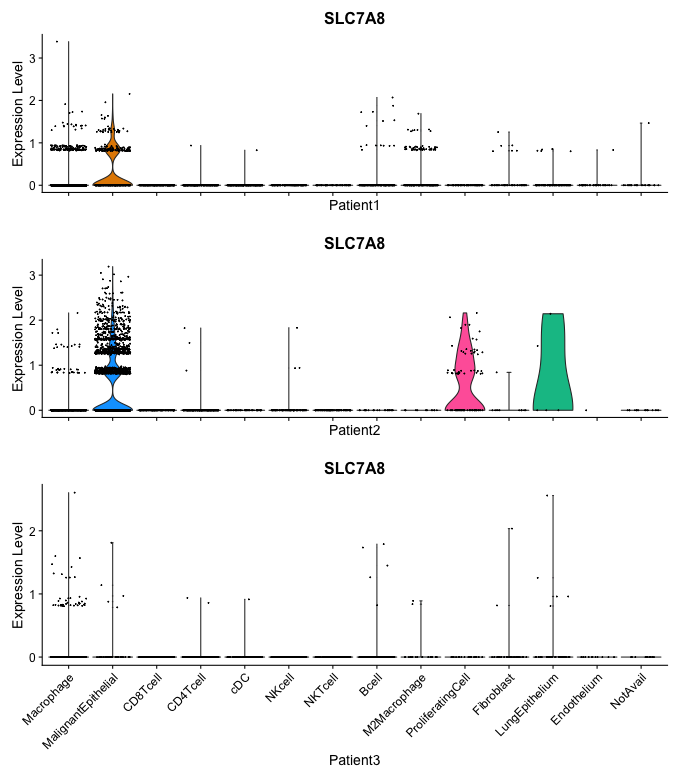 SLC7A8
3
2
1
0
Expression Level
Patient1
SLC7A8
3
2
1
0
Expression Level
Patient2
SLC7A8
2
1
0
Expression Level
Macrophage
MalignantEpithelial
CD8Tcell
CD4Tcell
cDC
NKcell
NKTcell
Bcell
M2Macrophage
ProliferatingCell
Fibroblast
LungEpithelium
Endothelium
NotAvail
Patient3